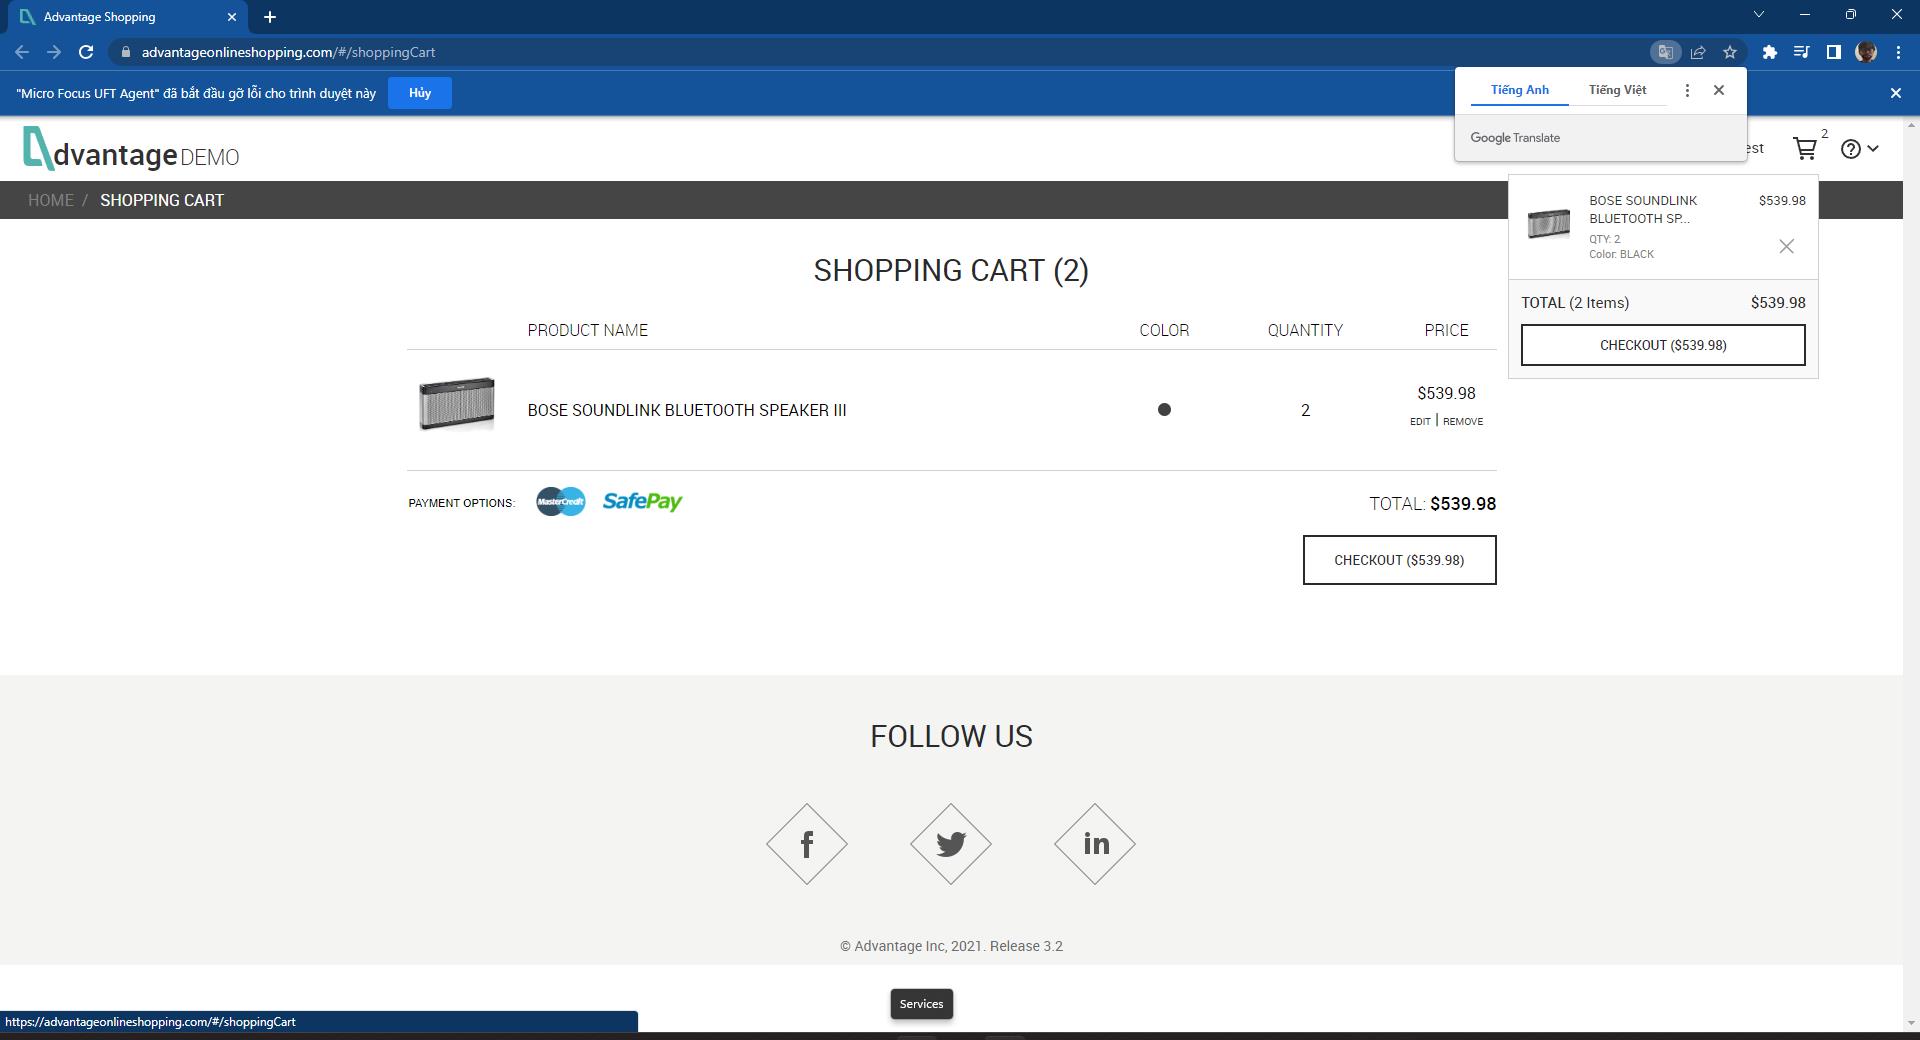 Advantage Shopping
advantageonlineshopping.com/#/shoppingCart
"Micro Focus UFT Agent" đã bắt đầu gỡ lỗi cho trình duyệt này
Hủy
Tiếng Anh
Tiếng Việt
Google Translate
dvantage DEMO
est
2
HOME / SHOPPING CART
BOSE SOUNDLINK
BLUETOOTH SP...
$539.98
QTY: 2
Color: BLACK
TOTAL (2 Items)
$539.98
CHECKOUT ($539.98)
SHOPPING CART (2)
PRODUCT NAME
COLOR
QUANTITY
PRICE
BOSE SOUNDLINK BLUETOOTH SPEAKER III
2
$539.98
EDIT | REMOVE
PAYMENT OPTIONS:
MasterCredit
SafePay
TOTAL: $539.98
CHECKOUT ($539.98)
FOLLOW US
f
in
© Advantage Inc, 2021. Release 3.2
Services
https://advantageonlineshopping.com/#/shoppingCart